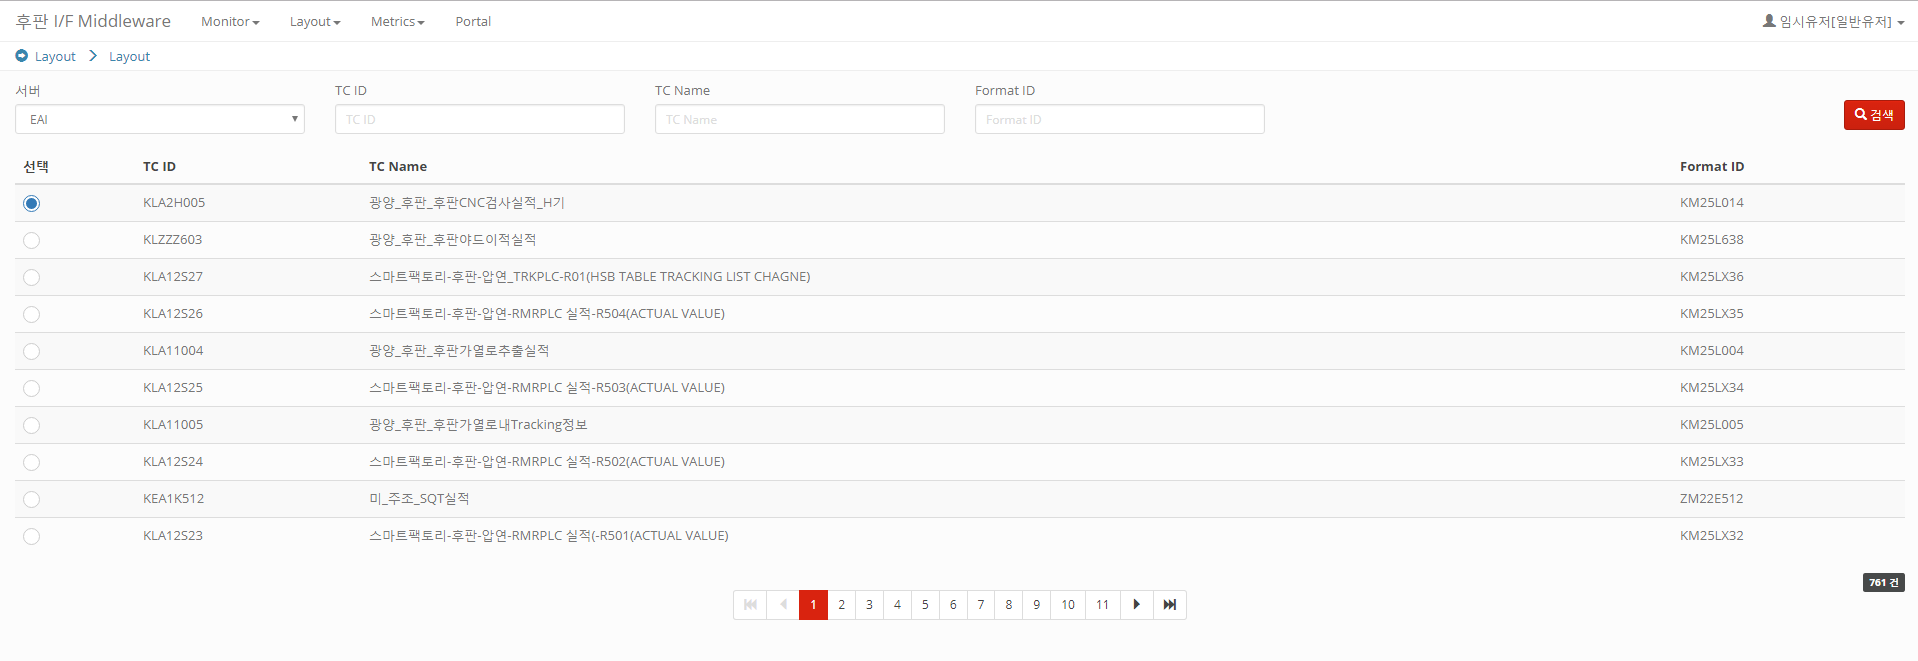 후판 I/F Middleware Monitor Layout Metrics Portal 임시유저[일반유저]
Layout Layout
서버 TC ID TC Name Format ID
EAI TC ID TC Name Format ID 검색
선택 TC ID TC Name Format ID
KLA2H005 광양_후판_후판CNC검사실적_H기 KM25L014
KLZZZ603 광양_후판_후판야드이적실적 KM25L638
KLA12S27 스마트팩토리-후판-압연_TRKPLC-R01(HSB TABLE TRACKING LIST CHAGNE) KM25LX36
KLA12S26 스마트팩토리-후판-압연-RMRPLC 실적-R504(ACTUAL VALUE) KM25LX35
KLA11004 광양_후판_후판가열로추출실적 KM25L004
KLA12S25 스마트팩토리-후판-압연-RMRPLC 실적-R503(ACTUAL VALUE) KM25LX34
KLA11005 광양_후판_후판가열로내Tracking정보 KM25L005
KLA12S24 스마트팩토리-후판-압연-RMRPLC 실적-R502(ACTUAL VALUE) KM25LX33
KEA1K512 미_주조_SQT실적 ZM22E512
KLA12S23 스마트팩토리-후판-압연-RMRPLC 실적(-R501(ACTUAL VALUE) KM25LX32
761 건
1 2 3 4 5 6 7 8 9 10 11